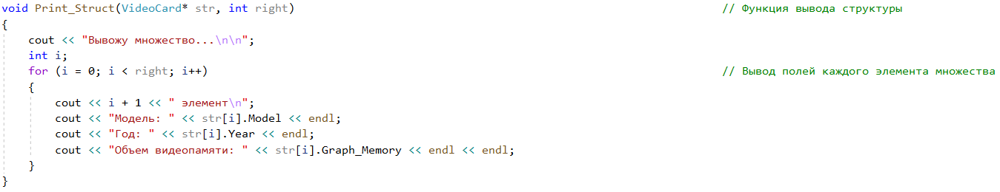 void Print_Struct(VideoCard* str, int right) // Функция вывода структуры
{
cout << "Вывожу множество...\n\n";
int i;
for (i = 0; i < right; i++) // Вывод полей каждого элемента множества
{
cout << i + 1 << " элемент\n";
cout << "Модель: " << str[i].Model << endl;
cout << "Год: " << str[i].Year << endl;
cout << "Объем видеопамяти: " << str[i].Graph_Memory << endl << endl;
}
}